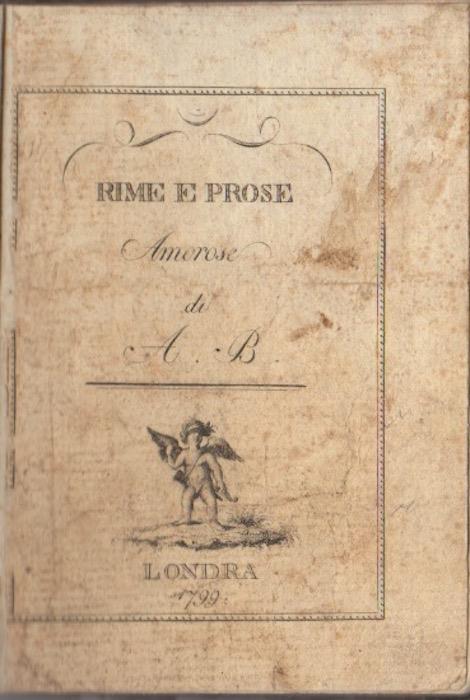 RIME E PROSE
Amorose
di
A. B.
LONDRA
1799.